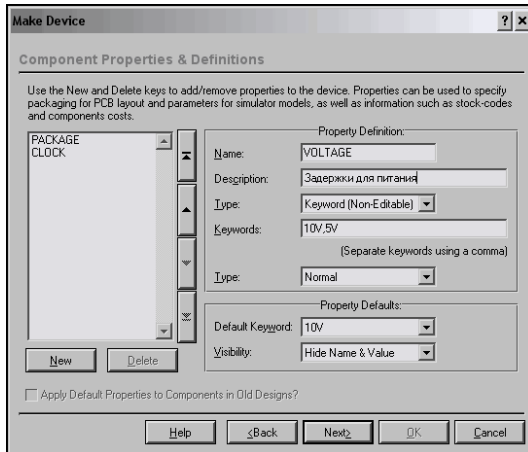 Make Device
Component Properties & Definitions
Use the New and Delete keys to add/remove properties to the device. Properties can be used to specify
packaging for PCB layout and parameters for simulator models, as well as information such as stock-codes
and components costs.
PACKAGE
CLOCK
Property Definition:
Name: VOLTAGE
Description: Задержки для питания
Type: Keyword (Non-Editable)
Keywords: 10V,5V
(Separate keywords using a comma)
Type: Normal
Property Defaults:
Default Keyword: 10V
Visibility: Hide Name & Value
New Delete
Apply Default Properties to Components in Old Designs?
Help <Back Next> OK Cancel